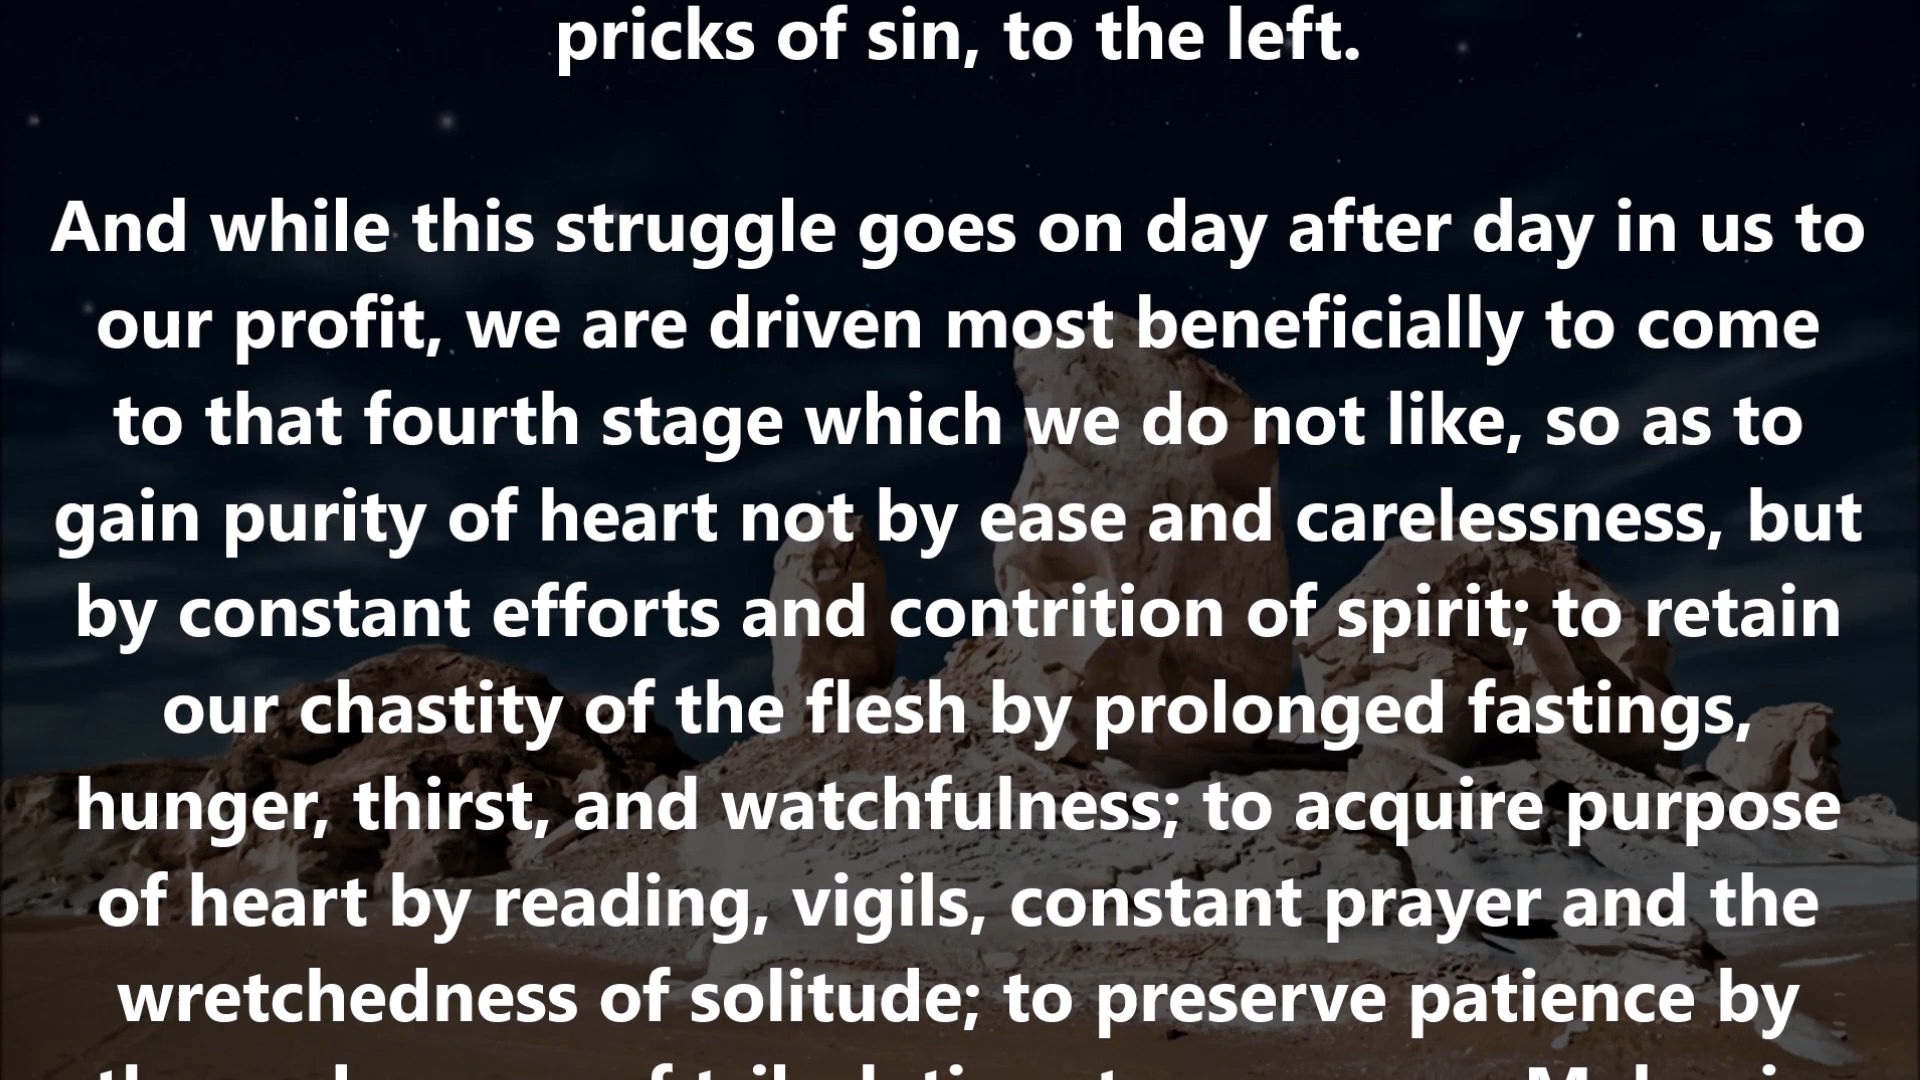 pricks of sin, to the left.
And while this struggle goes on day after day in us to
our profit, we are driven most beneficially to come
to that fourth stage which we do not like, so as to
gain purity of heart not by ease and carelessness, but
by constant efforts and contrition of spirit; to retain
our chastity of the flesh by prolonged fastings,
hunger, thirst, and watchfulness; to acquire purpose
of heart by reading, vigils, constant prayer and the
wretchedness of solitude; to preserve patience by